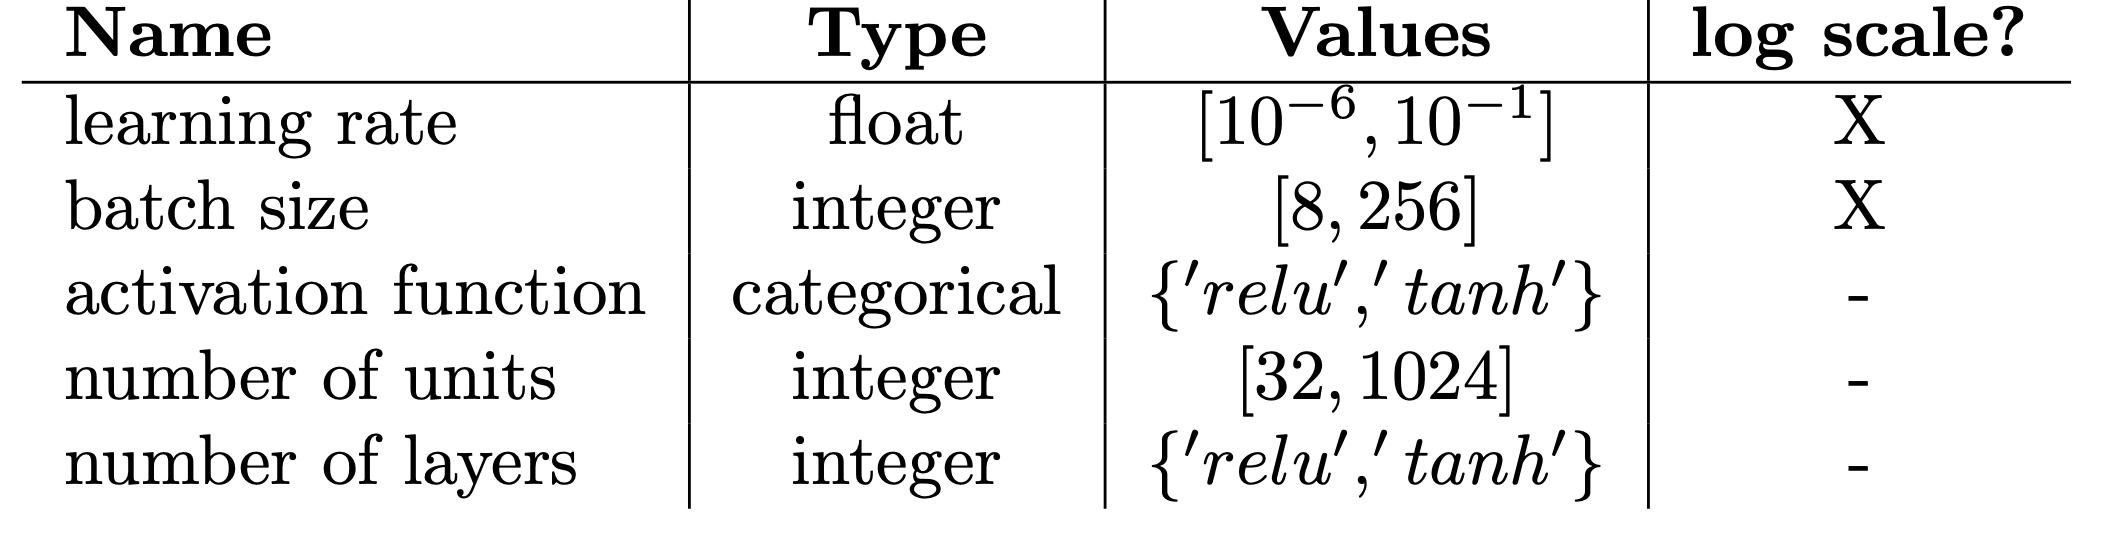 Name Type Values log scale?
learning rate float [10⁻⁶, 10⁻¹] X
batch size integer [8, 256] X
activation function categorical {′relu′,′ tanh′} -
number of units integer [32, 1024] -
number of layers integer {′relu′,′ tanh′} -